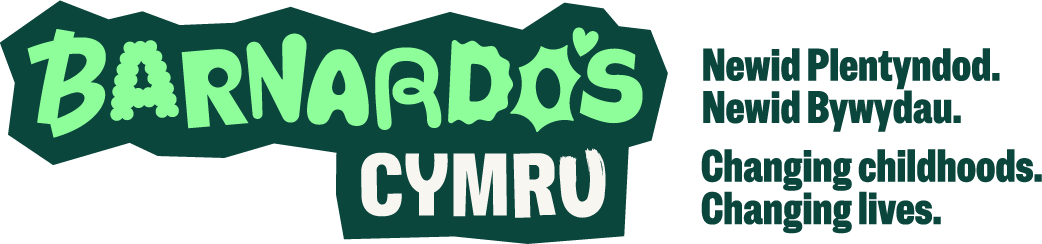 BARNARDO'S
CYMRU
Newid Plentyndod.
Newid Bywydau.
Changing childhoods.
Changing lives.